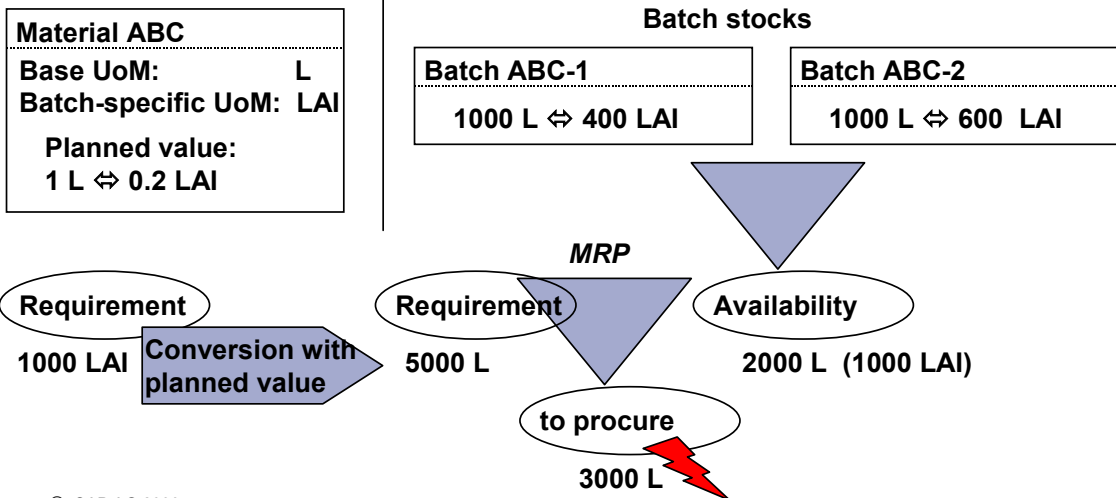 Material ABC
Base UoM: L
Batch-specific UoM: LAI
Planned value:
1 L ⇔ 0.2 LAI
Batch stocks
Batch ABC-1
1000 L ⇔ 400 LAI
Batch ABC-2
1000 L ⇔ 600 LAI
MRP
Requirement
1000 LAI
Conversion with
planned value
Requirement
5000 L
Availability
2000 L (1000 LAI)
to procure
3000 L